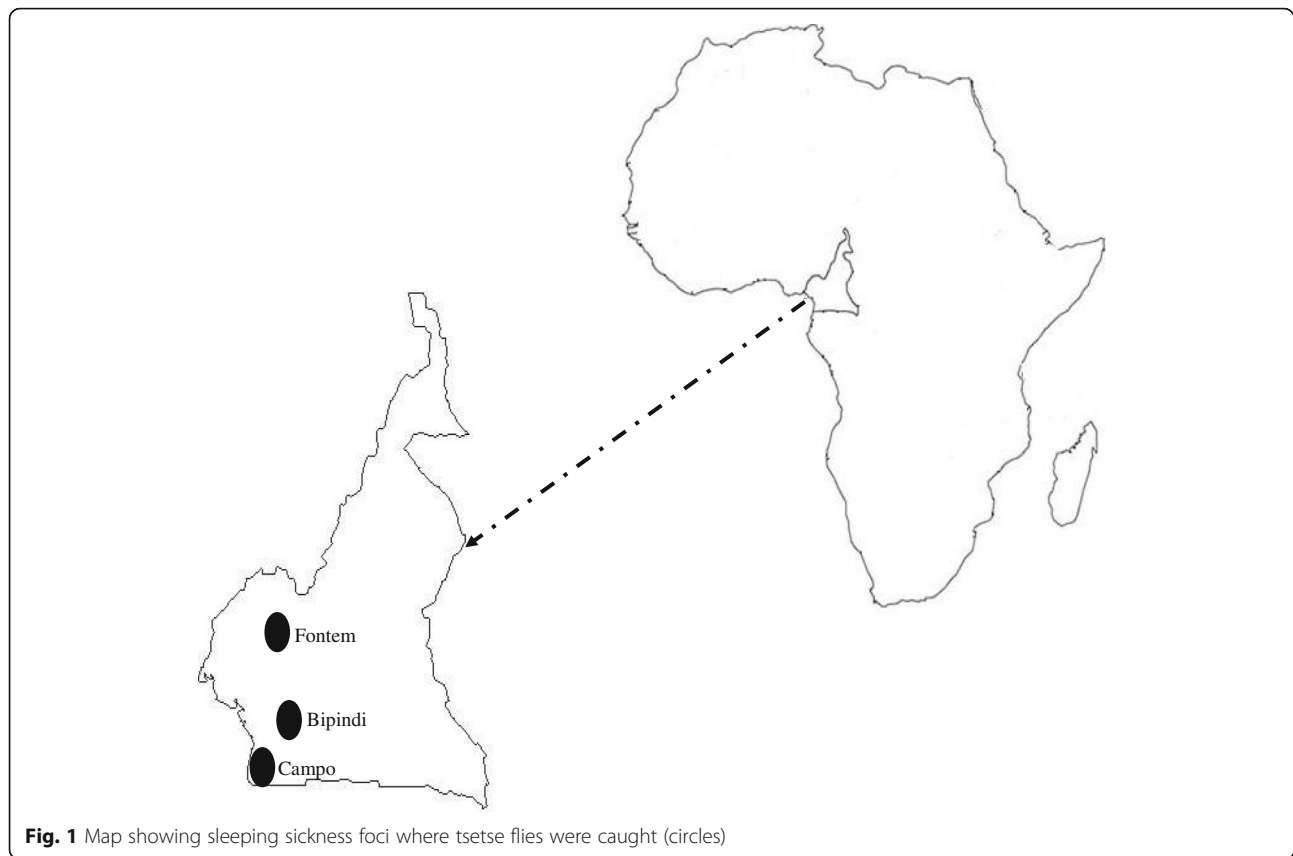 Fontem
Bipindi
Campo
Fig. 1 Map showing sleeping sickness foci where tsetse flies were caught (circles)